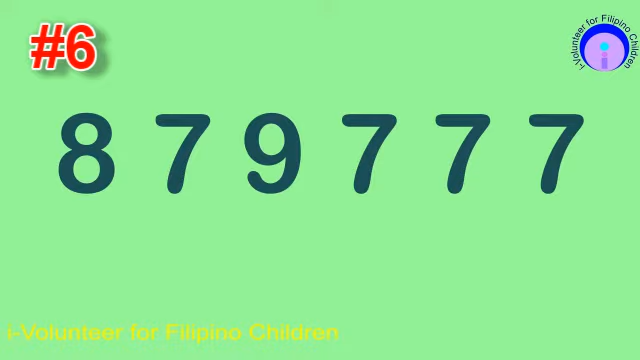 #6
i-Volunteer for Filipino Children
i
8 7 9 7 7 7
i-Volunteer for Filipino Children